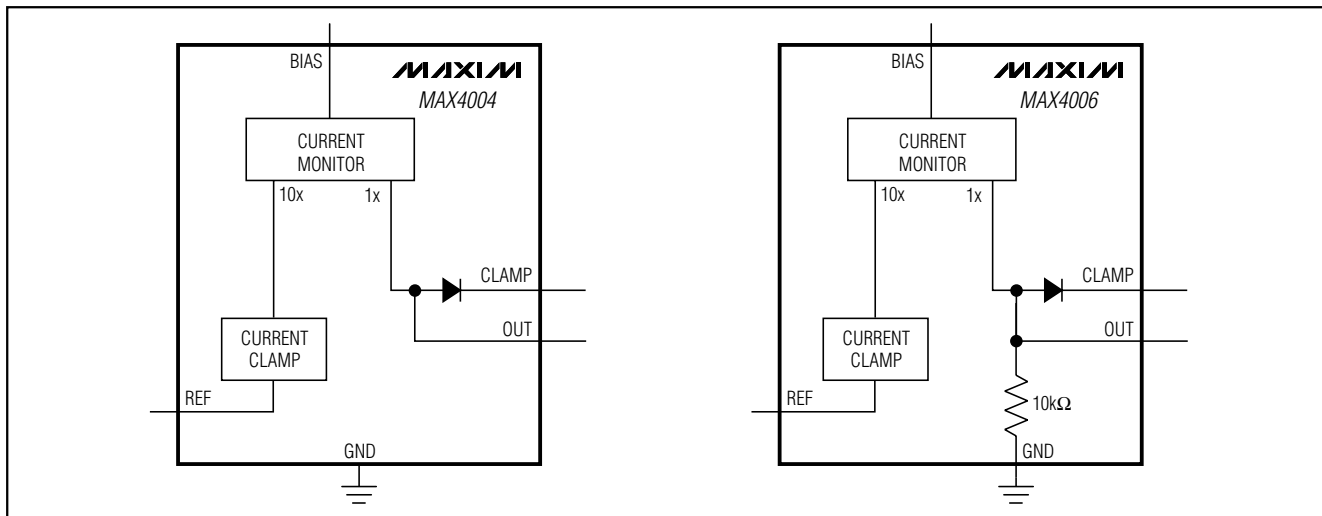 BIAS
MAXIM
MAX4004
CURRENT
MONITOR
10x
1x
CLAMP
OUT
CURRENT
CLAMP
REF
GND
BIAS
MAXIM
MAX4006
CURRENT
MONITOR
10x
1x
CLAMP
OUT
CURRENT
CLAMP
REF
10kΩ
GND